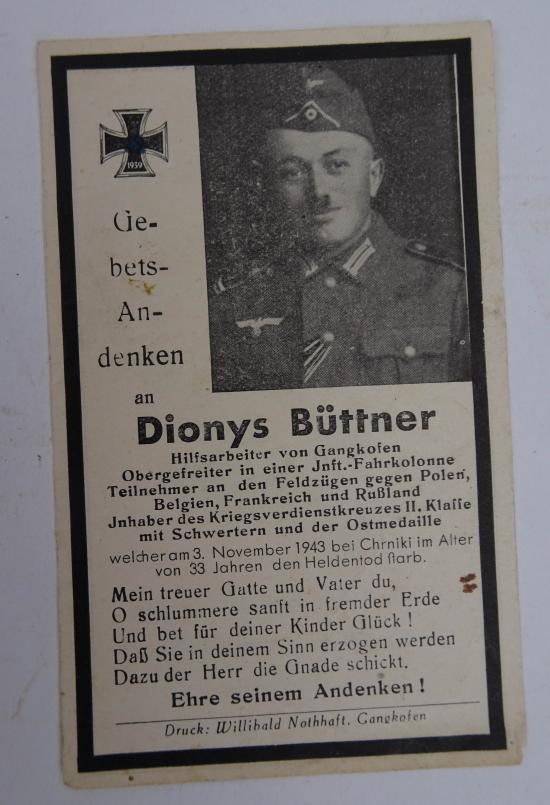 1939
Ge-
bets-
An-
denken
an
Dionys Büttner
Hilfsarbeiter von Gangkofen
Obergefreiter in einer Jnft.-Fahrkolonne
Teilnehmer an den Feldzügen gegen Polen,
Belgien, Frankreich und Rußland
Jnhaber des Kriegsverdienstkreuzes II. Klasse
mit Schwertern und der Ostmedaille
welcher am 3. November 1943 bei Chrniki im Alter
von 33 Jahren den Heldentod starb.
Mein treuer Gatte und Vater du,
O schlummere sanft in fremder Erde
Und bet für deiner Kinder Glück!
Daß Sie in deinem Sinn erzogen werden
Dazu der Herr die Gnade schickt.
Ehre seinem Andenken!
Druck: Willibald Nothhaft, Gangkofen